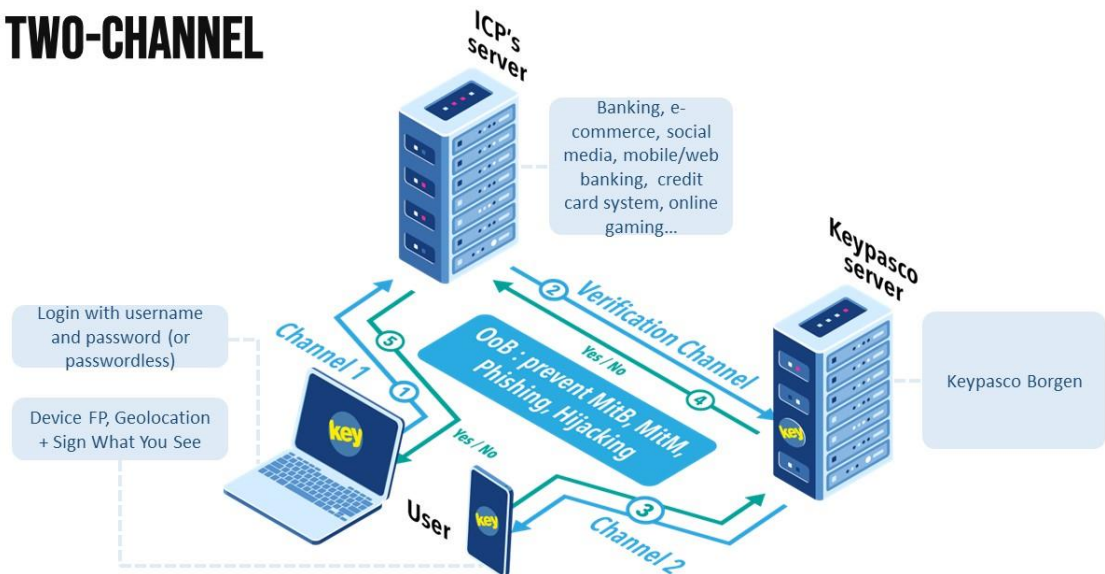 TWO-CHANNEL
ICP's
server
Banking, e-
commerce, social
media, mobile/web
banking, credit
card system, online
gaming...
Keypasco
server
Keypasco Borgen
Login with username
and password (or
passwordless)
Device FP, Geolocation
+ Sign What You See
Channel 1
1
5
Yes / No
2
Verification Channel
Yes / No
4
OoB : prevent MitB, MitM,
Phishing, Hijacking
key
key
key
User
3
Channel 2